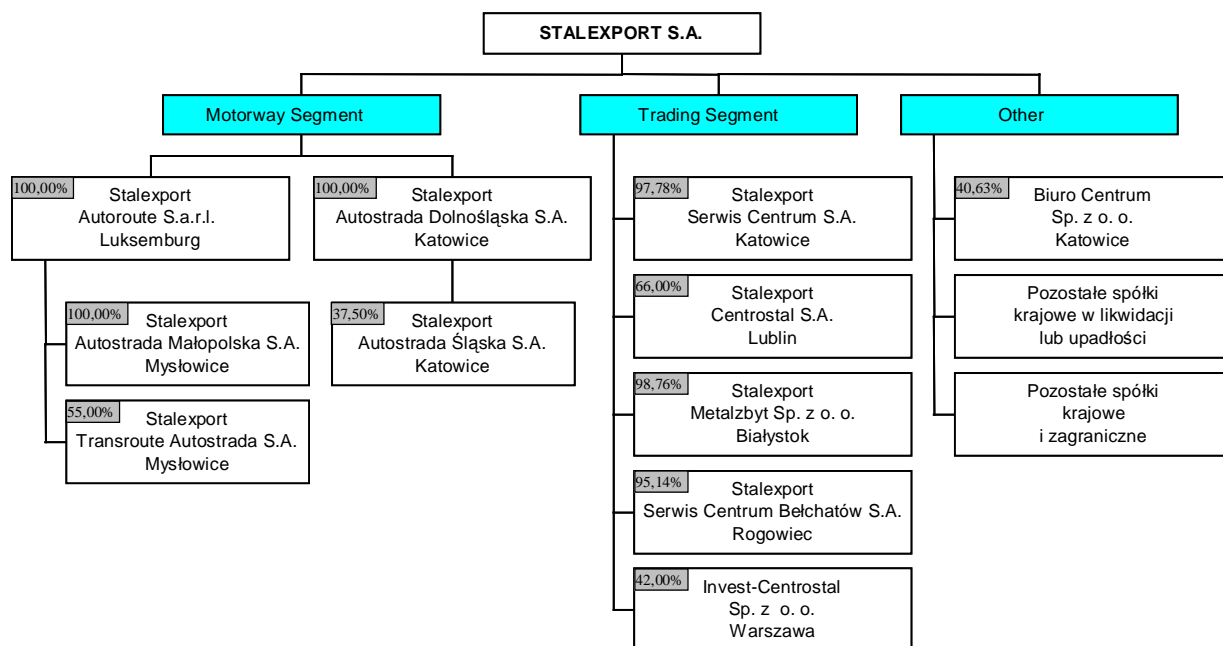 STALEXPORT S.A.
Motorway Segment
Trading Segment
Other
100,00%
Stalexport
Autoroute S.a.r.l.
Luksemburg
100,00%
Stalexport
Autostrada Małopolska S.A.
Mysłowice
55,00%
Stalexport
Transroute Autostrada S.A.
Mysłowice
100,00%
Stalexport
Autostrada Dolnośląska S.A.
Katowice
37,50%
Stalexport
Autostrada Śląska S.A.
Katowice
97,78%
Stalexport
Serwis Centrum S.A.
Katowice
66,00%
Stalexport
Centrostal S.A.
Lublin
98,76%
Stalexport
Metalzbyt Sp. z o. o.
Białystok
95,14%
Stalexport
Serwis Centrum Bełchatów S.A.
Rogowiec
42,00%
Invest-Centrostal
Sp. z o. o.
Warszawa
40,63%
Biuro Centrum
Sp. z o. o.
Katowice
Pozostałe spółki
krajowe w likwidacji
lub upadłości
Pozostałe spółki
krajowe
i zagraniczne